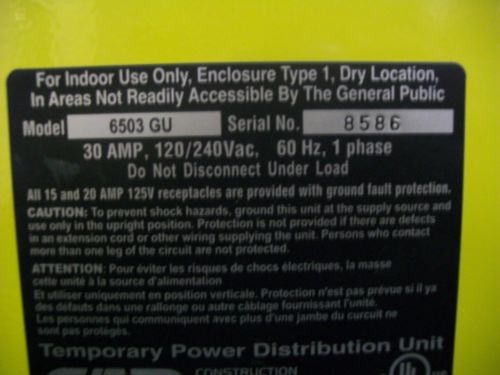 For Indoor Use Only, Enclosure Type 1, Dry Location,
In Areas Not Readily Accessible By The General Public
Model 6503 GU Serial No. 8586
30 AMP, 120/240Vac, 60 Hz, 1 phase
Do Not Disconnect Under Load
All 15 and 20 AMP 125V receptacles are provided with ground fault protection.
CAUTION: To prevent shock hazards, ground this unit at the supply source and
use only in the upright position. Protection is not provided if there are defects
in an extension cord or other wiring supplying the unit. Persons who contact
more than one leg of the circuit are not protected.
ATTENTION: Pour éviter les risques de chocs électriques, la masse
cette unité à la source d'alimentation
Et utiliser uniquement en position verticale. Protection n'est pas prévue si il ya
des defauts dans une rallonge ou autre câblage fournissant l'unité.
Les personnes qui communiquent avec plus d'une jambe du curcuit ne
sont pas protégés.
Temporary Power Distribution Unit
CONSTRUCTION
UL